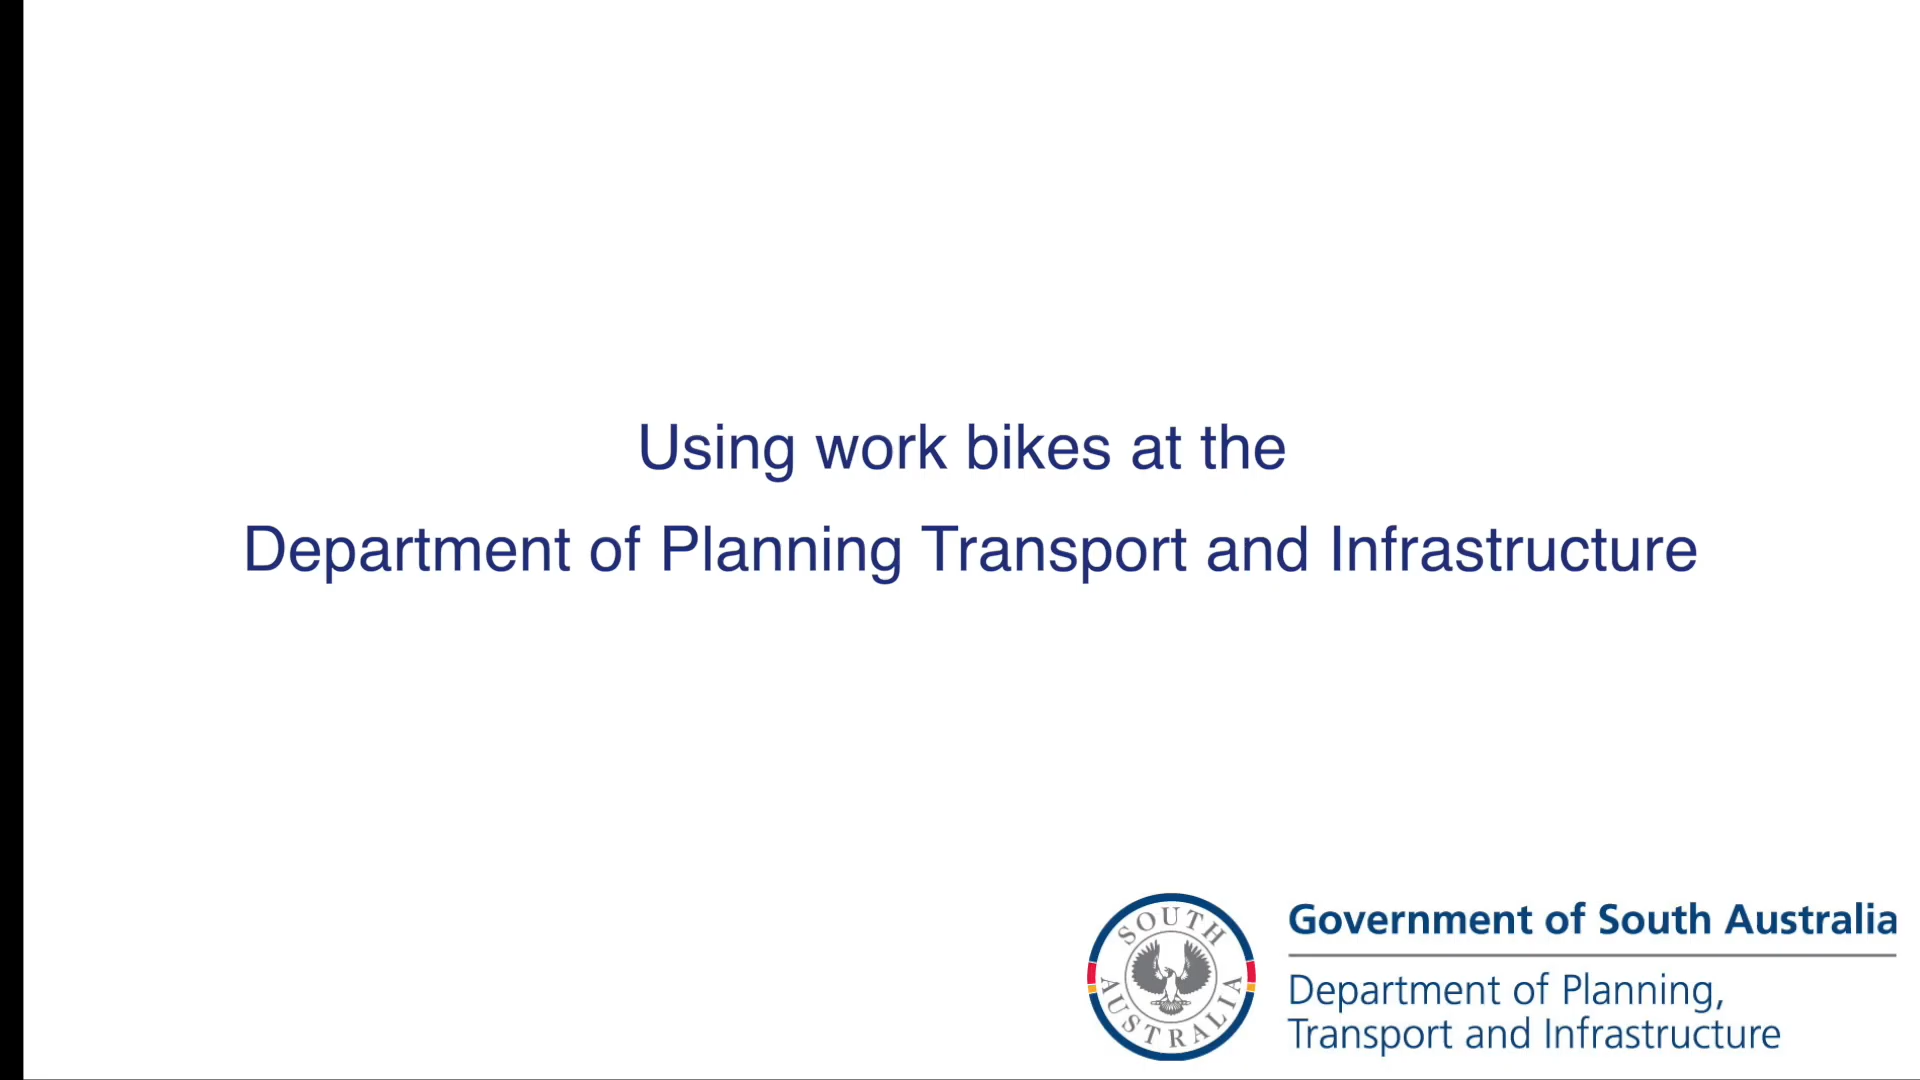 Using work bikes at the
Department of Planning Transport and Infrastructure
SOUTH
AUSTRALIA
Government of South Australia
Department of Planning,
Transport and Infrastructure